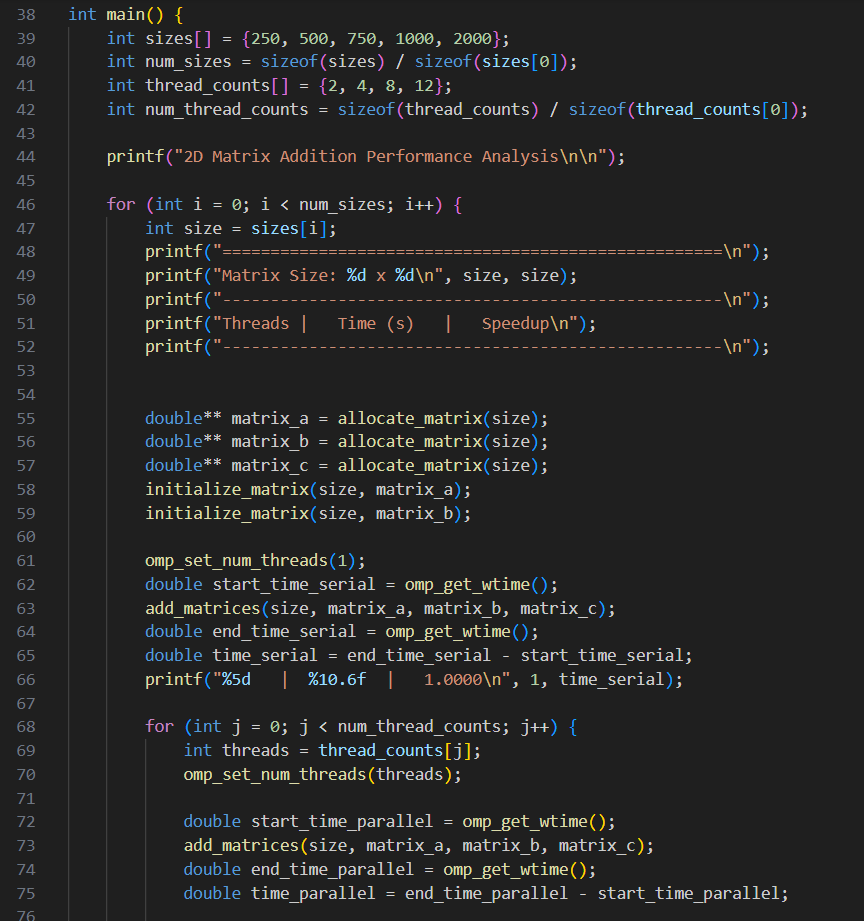 38 int main() {
39     int sizes[] = {250, 500, 750, 1000, 2000};
40     int num_sizes = sizeof(sizes) / sizeof(sizes[0]);
41     int thread_counts[] = {2, 4, 8, 12};
42     int num_thread_counts = sizeof(thread_counts) / sizeof(thread_counts[0]);
43
44     printf("2D Matrix Addition Performance Analysis\n\n");
45
46     for (int i = 0; i < num_sizes; i++) {
47         int size = sizes[i];
48         printf("====================================================\n");
49         printf("Matrix Size: %d x %d\n", size, size);
50         printf("----------------------------------------------------\n");
51         printf("Threads |   Time (s)   |   Speedup\n");
52         printf("----------------------------------------------------\n");
53
54
55         double** matrix_a = allocate_matrix(size);
56         double** matrix_b = allocate_matrix(size);
57         double** matrix_c = allocate_matrix(size);
58         initialize_matrix(size, matrix_a);
59         initialize_matrix(size, matrix_b);
60
61         omp_set_num_threads(1);
62         double start_time_serial = omp_get_wtime();
63         add_matrices(size, matrix_a, matrix_b, matrix_c);
64         double end_time_serial = omp_get_wtime();
65         double time_serial = end_time_serial - start_time_serial;
66         printf("%5d   |  %10.6f  |   1.0000\n", 1, time_serial);
67
68         for (int j = 0; j < num_thread_counts; j++) {
69             int threads = thread_counts[j];
70             omp_set_num_threads(threads);
71
72             double start_time_parallel = omp_get_wtime();
73             add_matrices(size, matrix_a, matrix_b, matrix_c);
74             double end_time_parallel = omp_get_wtime();
75             double time_parallel = end_time_parallel - start_time_parallel;
76